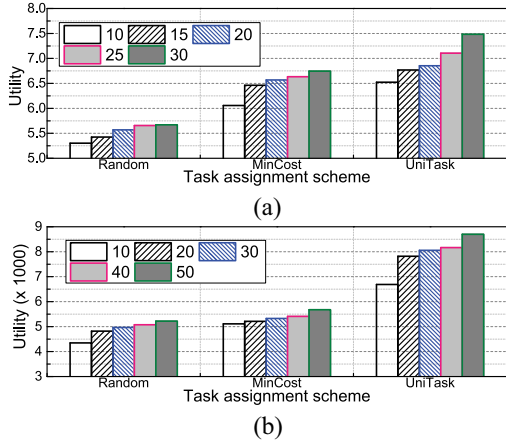 (a)
8.0
7.5
7.0
6.5
6.0
5.5
5.0
Utility
10 15 20
25 30
Random MinCost UniTask
Task assignment scheme
(a)
9
8
7
6
5
4
3
Utility (x 1000)
10 20 30
40 50
Random MinCost UniTask
Task assignment scheme
(b)